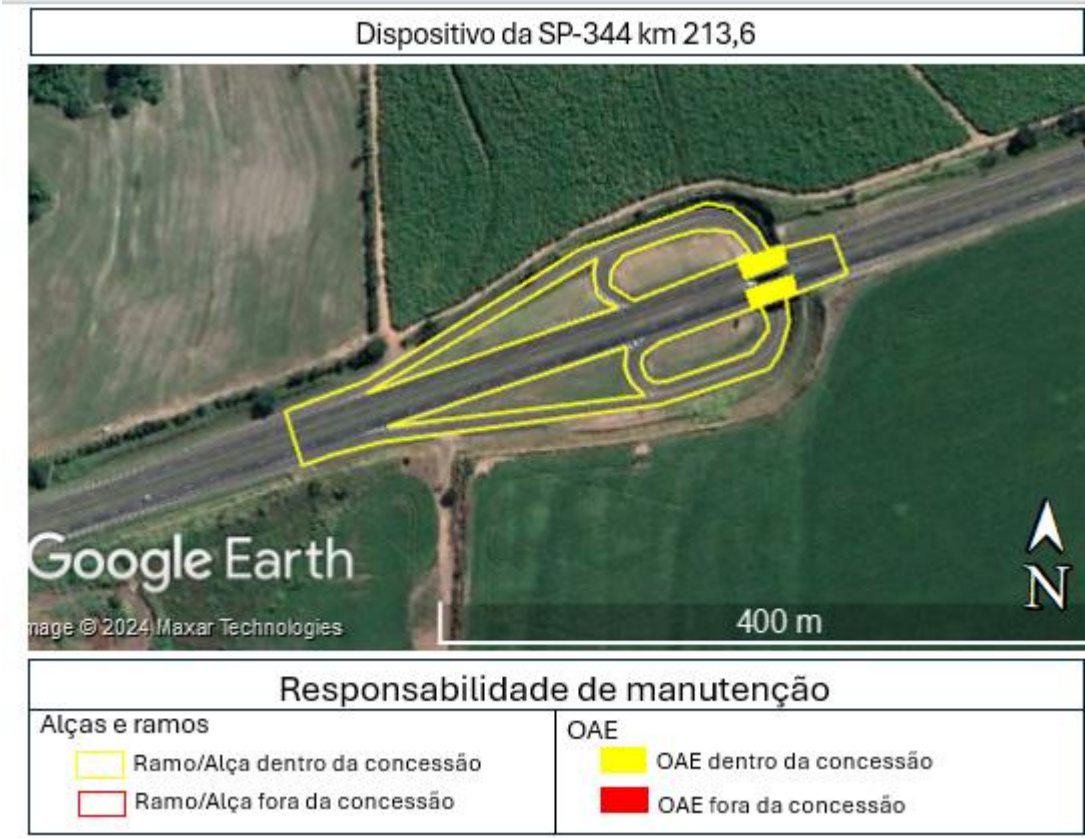 Dispositivo da SP-344 km 213,6
Google Earth
mage © 2024 Maxar Technologies
400 m
N
Responsabilidade de manutenção
Alças e ramos
Ramo/Alça dentro da concessão
Ramo/Alça fora da concessão
OAE
OAE dentro da concessão
OAE fora da concessão